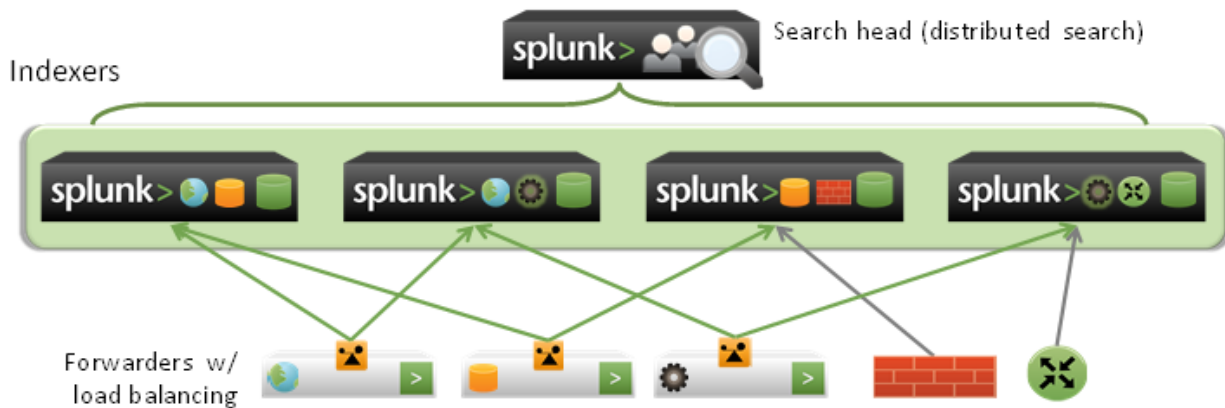 splunk>
Search head (distributed search)
Indexers
splunk>
splunk>
splunk>
splunk>
Forwarders w/
load balancing
>
>
>